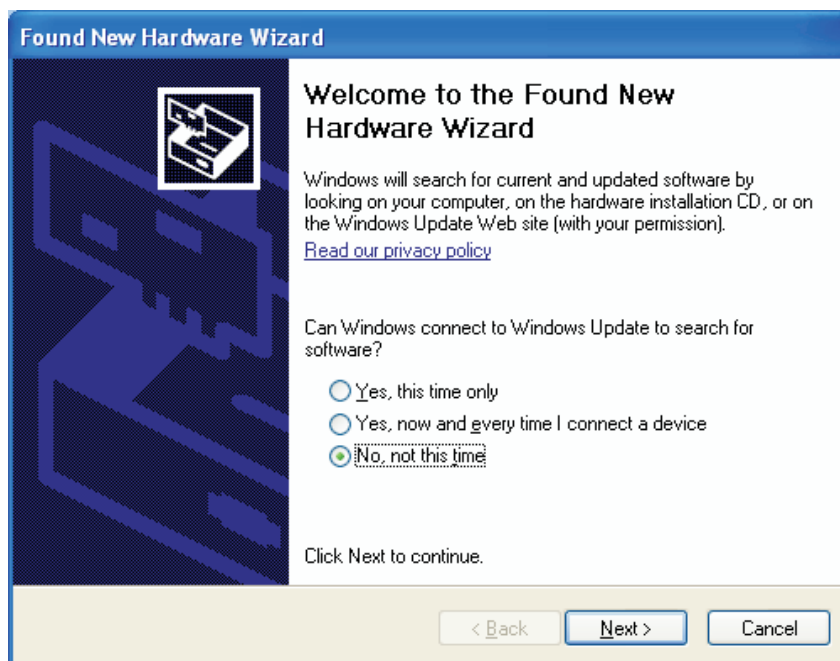 Found New Hardware Wizard
Welcome to the Found New
Hardware Wizard
Windows will search for current and updated software by
looking on your computer, on the hardware installation CD, or on
the Windows Update Web site (with your permission).
Read our privacy policy
Can Windows connect to Windows Update to search for
software?
Yes, this time only
Yes, now and every time I connect a device
No, not this time
Click Next to continue.
< Back
Next >
Cancel